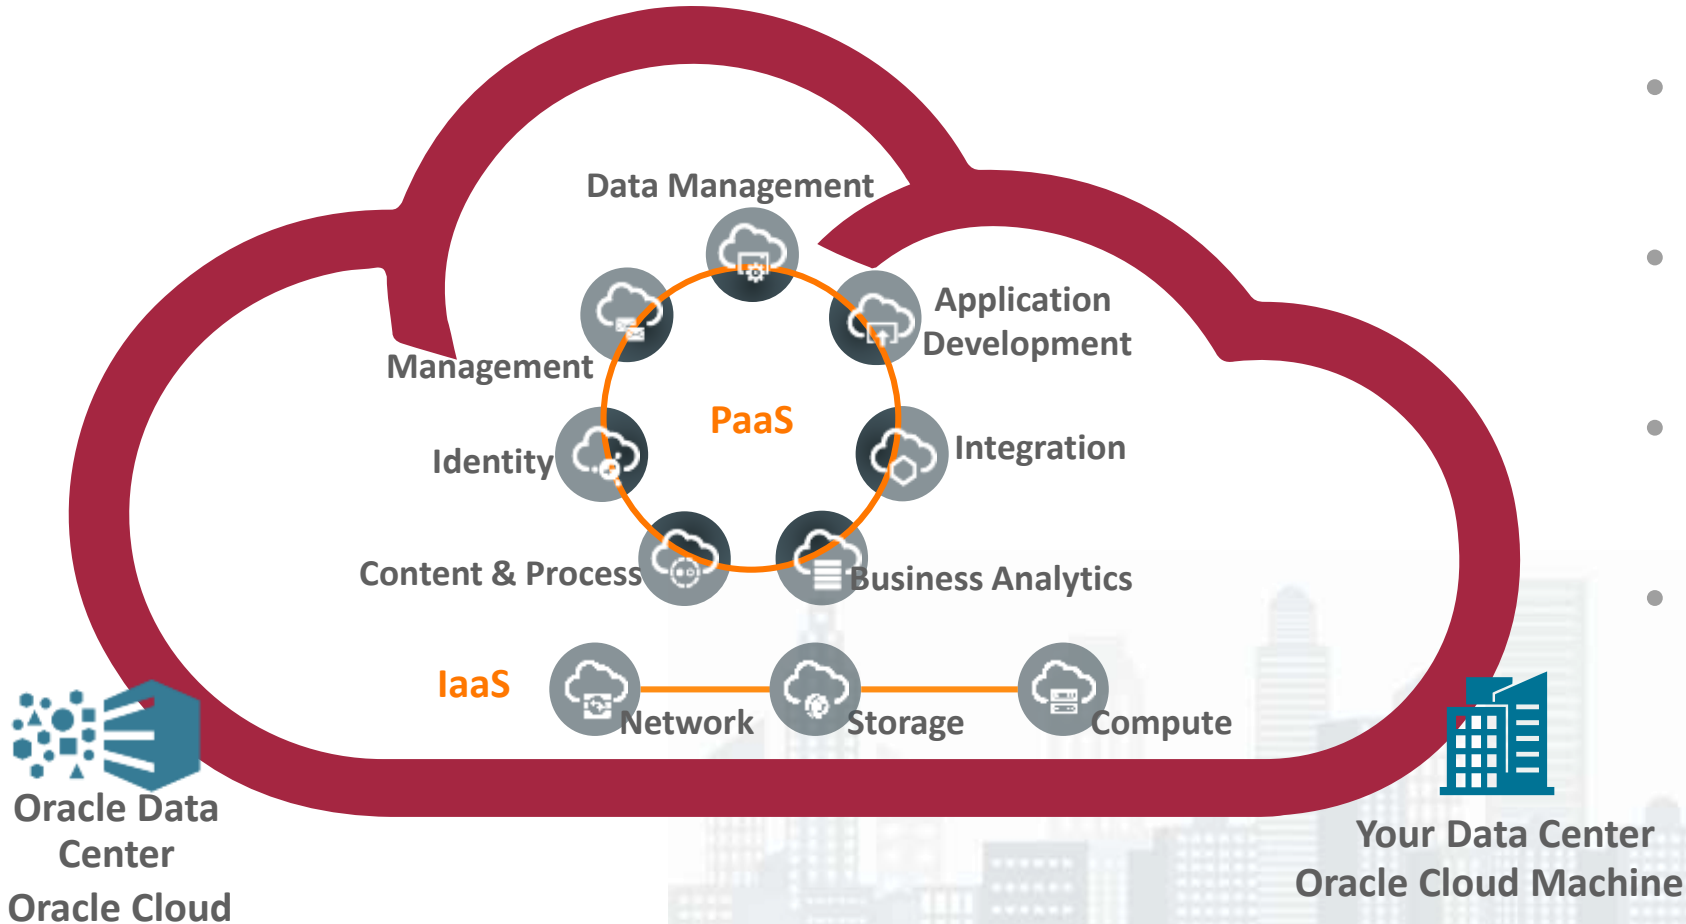 Data Management
Application
Development
Management
PaaS
Integration
Identity
Content & Process
Business Analytics
IaaS
Network
Storage
Compute
Oracle Data
Center
Oracle Cloud
Your Data Center
Oracle Cloud Machine